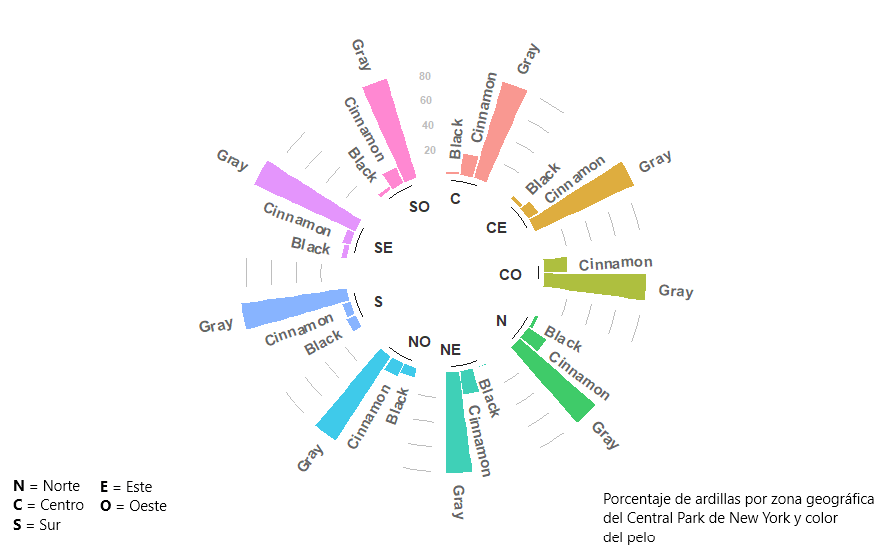 80
60
40
20
Black
Cinnamon
Gray
C
Black
Cinnamon
Gray
CE
Cinnamon
Gray
CO
Black
Cinnamon
Gray
N
Black
Cinnamon
Gray
NE
Black
Cinnamon
Gray
NO
Black
Cinnamon
Gray
S
Black
Cinnamon
Gray
SE
Black
Cinnamon
Gray
SO
N = Norte
C = Centro
S = Sur
E = Este
O = Oeste
Porcentaje de ardillas por zona geográfica
del Central Park de New York y color
del pelo